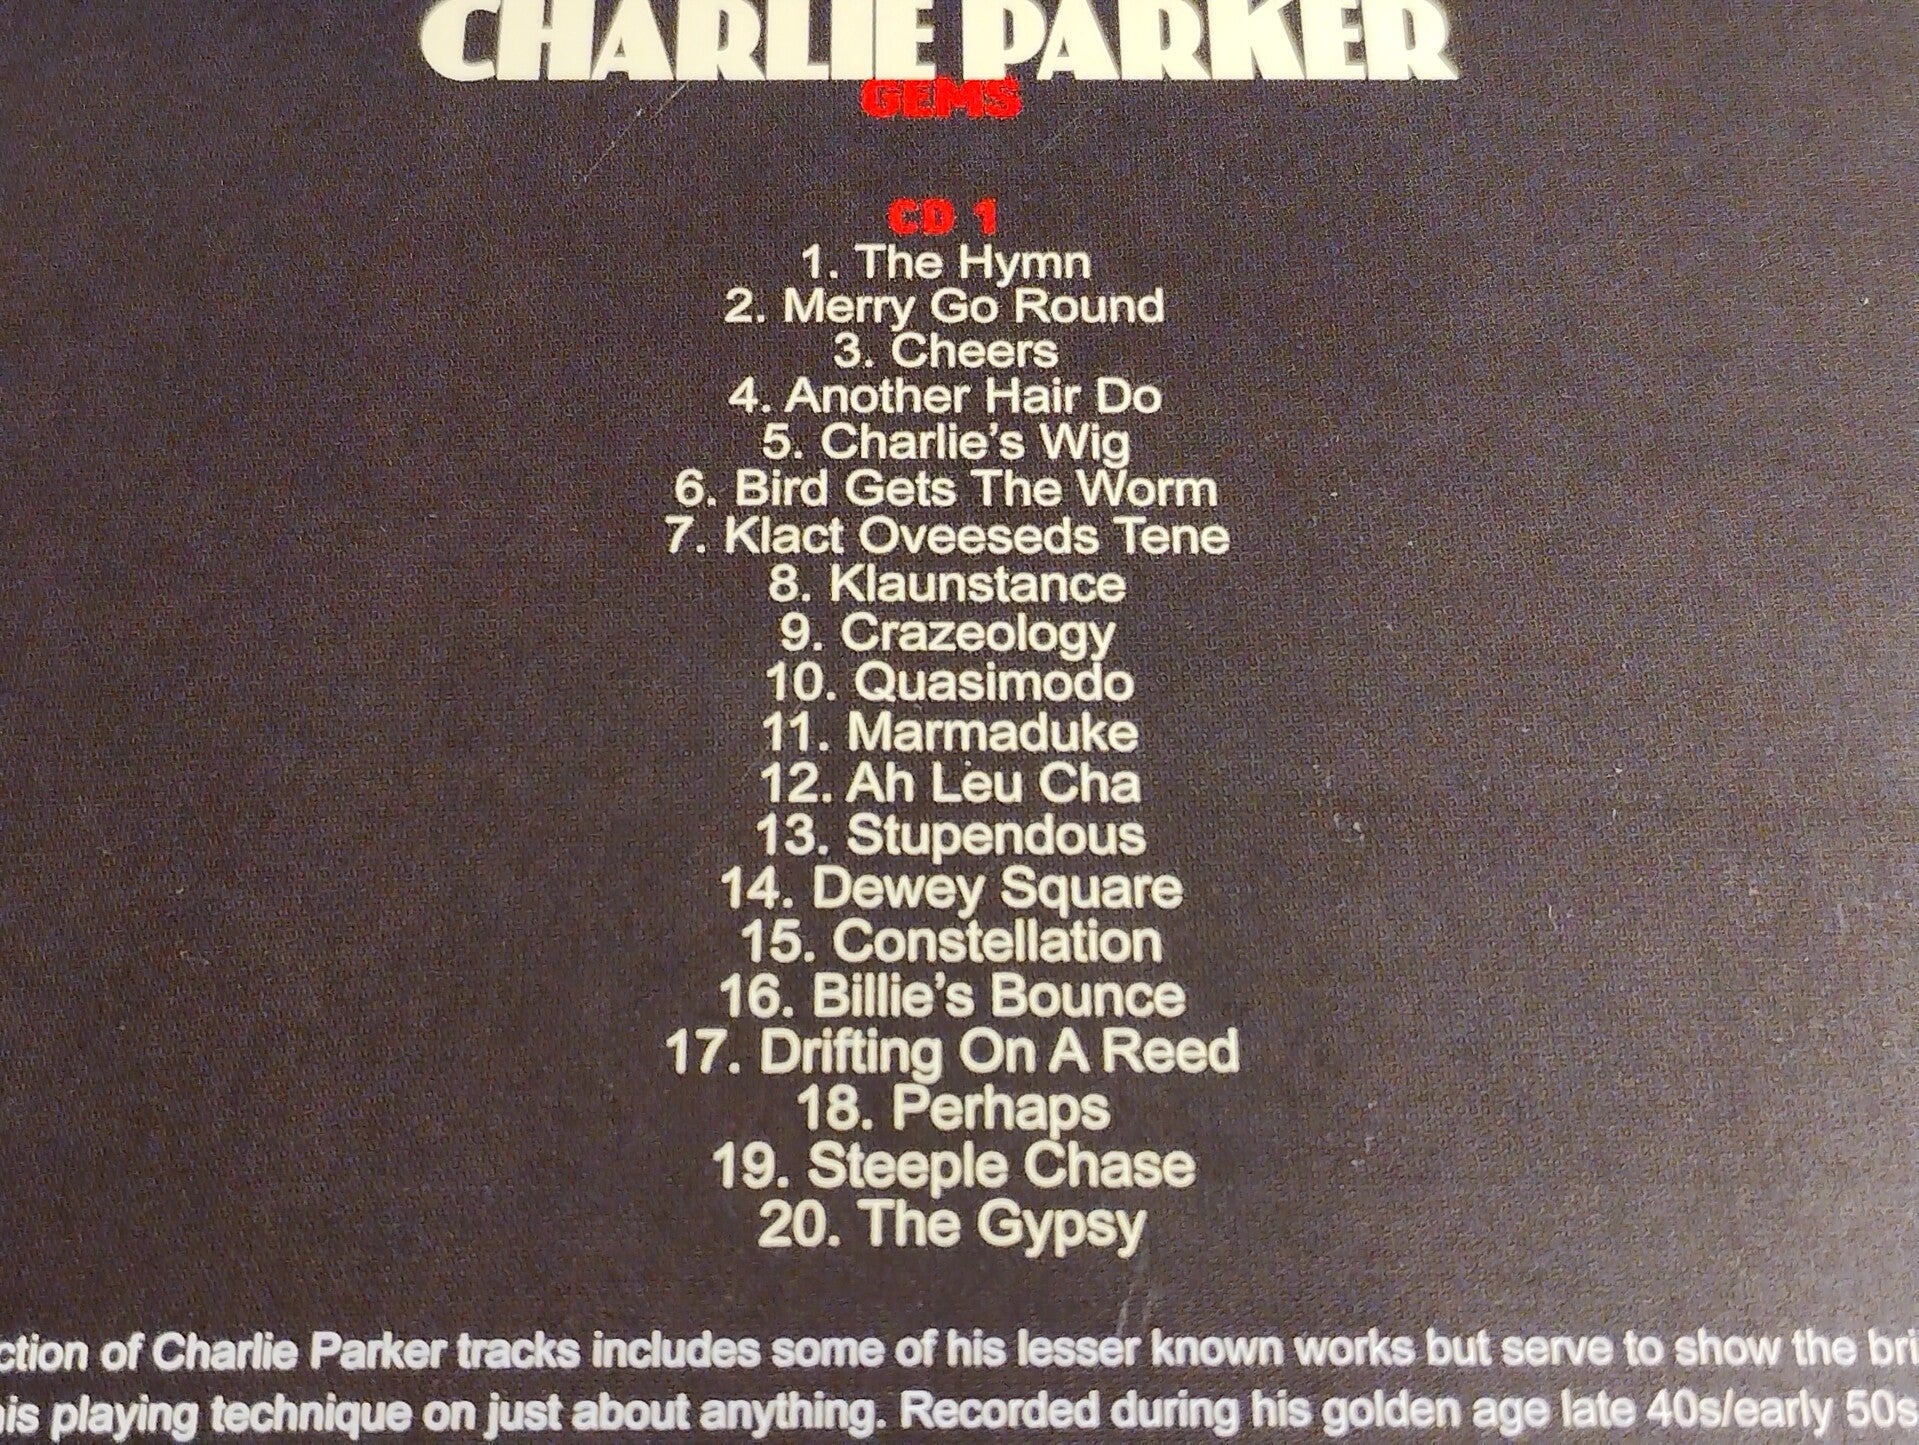 CHARLIE PARKER
GEMS
CD 1
1. The Hymn
2. Merry Go Round
3. Cheers
4. Another Hair Do
5. Charlie's Wig
6. Bird Gets The Worm
7. Klact Oveeseds Tene
8. Klaunstance
9. Crazeology
10. Quasimodo
11. Marmaduke
12. Ah Leu Cha
13. Stupendous
14. Dewey Square
15. Constellation
16. Billie's Bounce
17. Drifting On A Reed
18. Perhaps
19. Steeple Chase
20. The Gypsy
of Charlie Parker tracks includes some of his lesser known works but serve to show the
playing technique on just about anything. Recorded during his golden age late 40s/early 50s